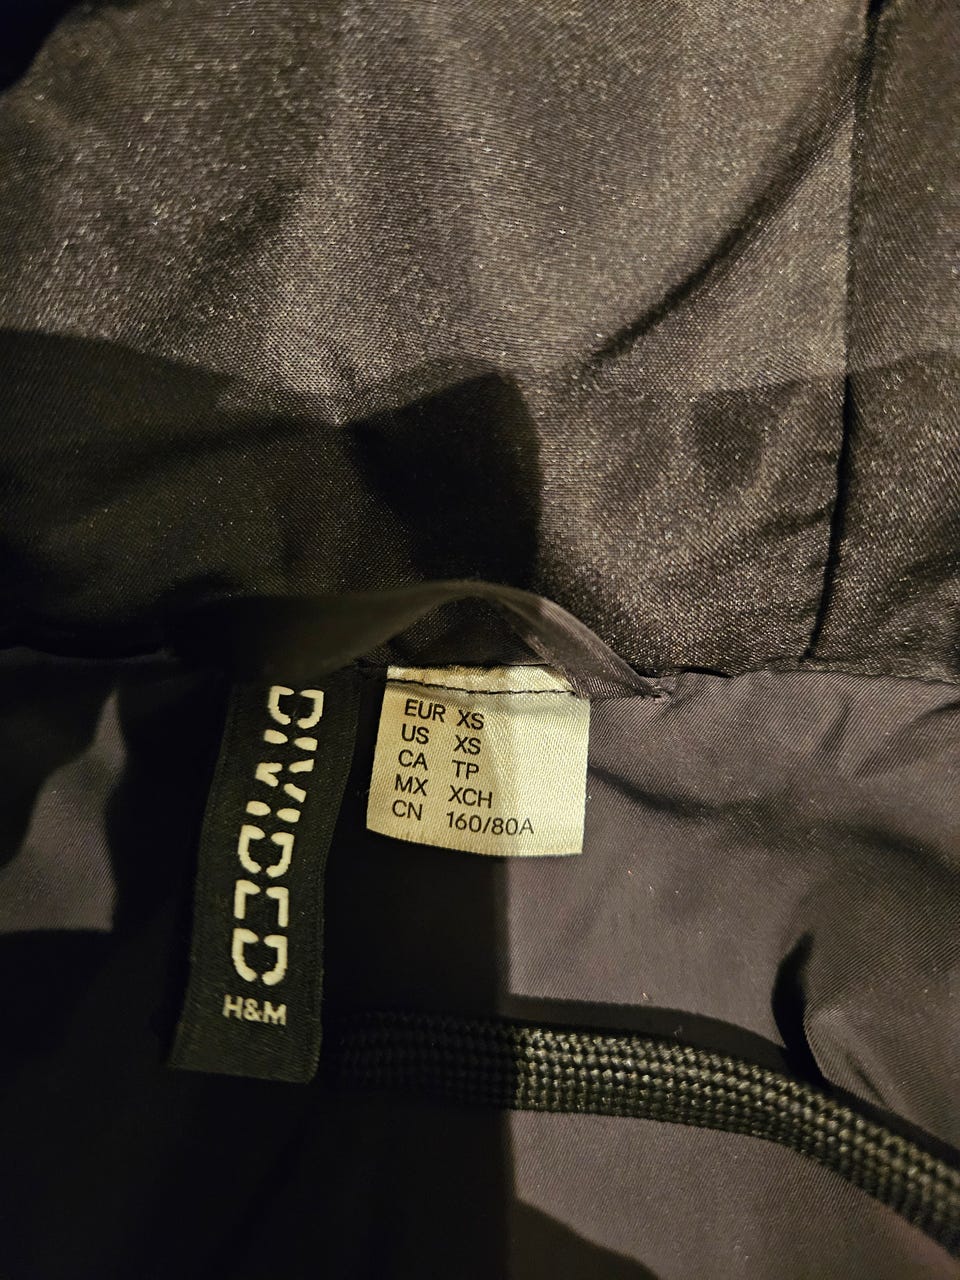 DIVIDED
H&M
EUR XS
US XS
CA TP
MX XCH
CN 160/80A